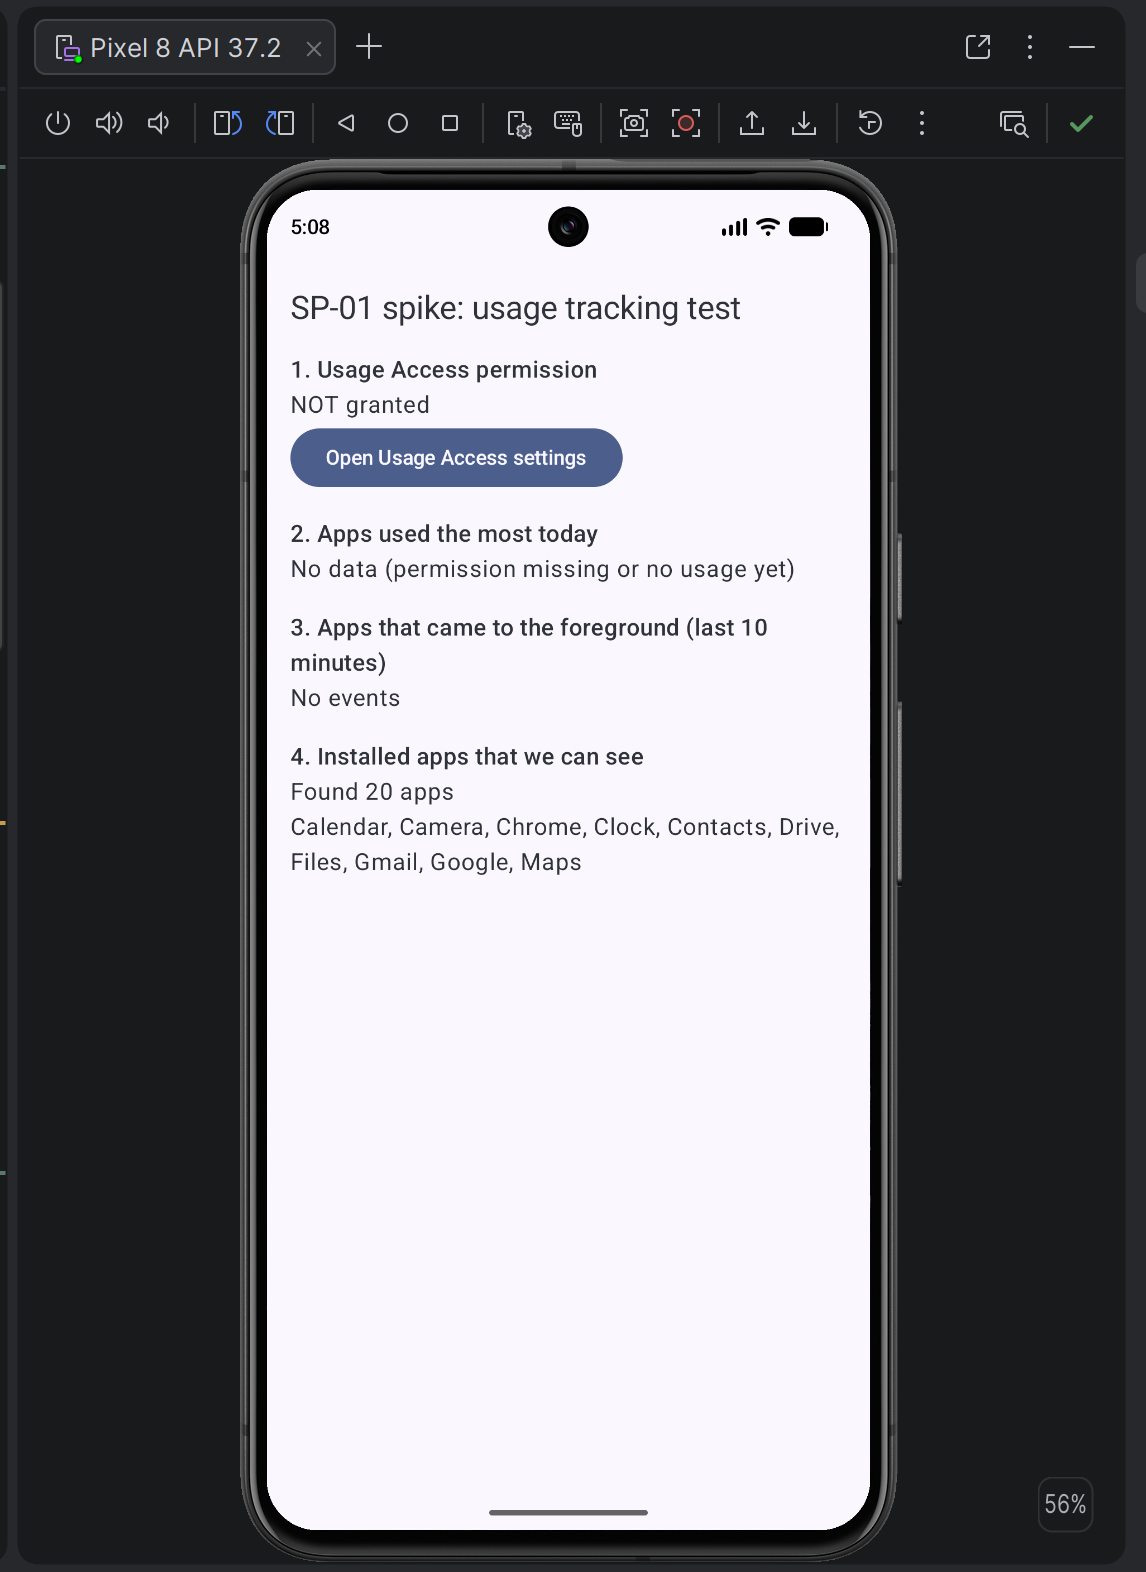 Pixel 8 API 37.2
5:08
SP-01 spike: usage tracking test
1. Usage Access permission
NOT granted
Open Usage Access settings
2. Apps used the most today
No data (permission missing or no usage yet)
3. Apps that came to the foreground (last 10
minutes)
No events
4. Installed apps that we can see
Found 20 apps
Calendar, Camera, Chrome, Clock, Contacts, Drive,
Files, Gmail, Google, Maps
56%